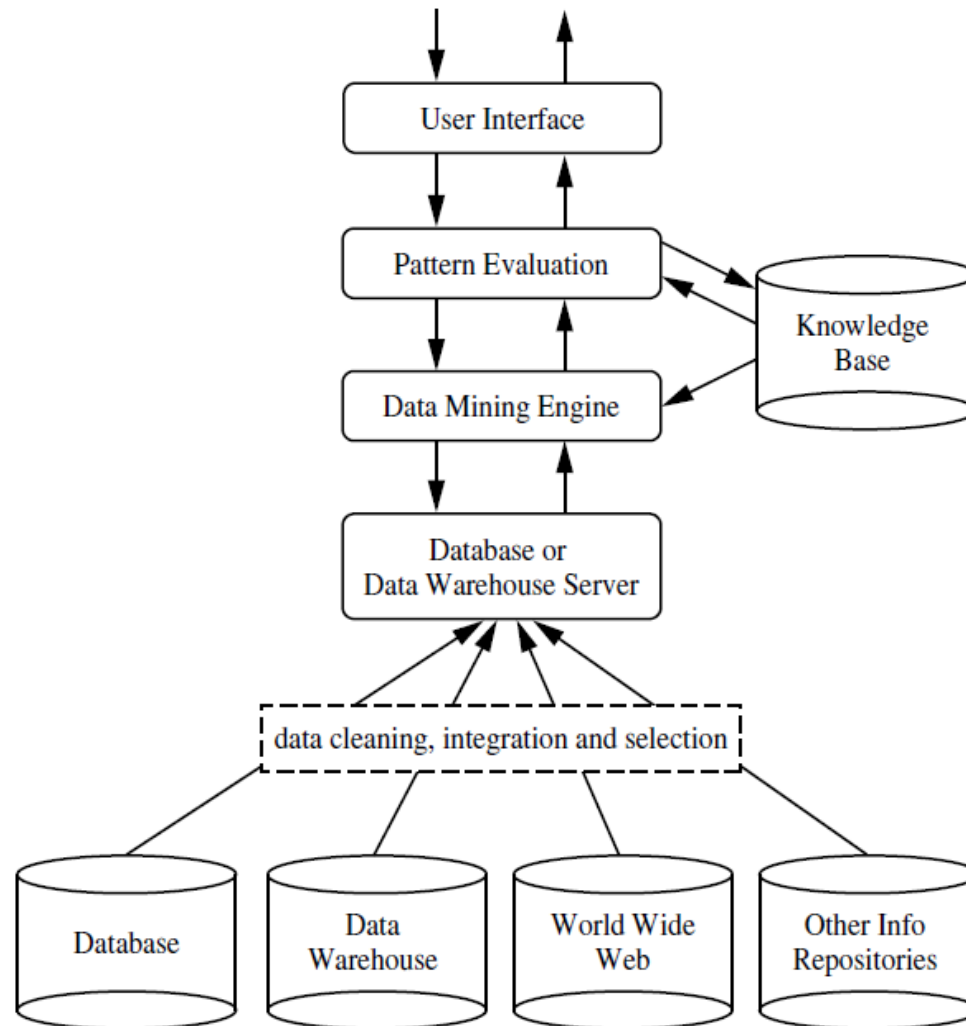 User Interface
Pattern Evaluation
Knowledge
Base
Data Mining Engine
Database or
Data Warehouse Server
data cleaning, integration and selection
Database
Data
Warehouse
World Wide
Web
Other Info
Repositories